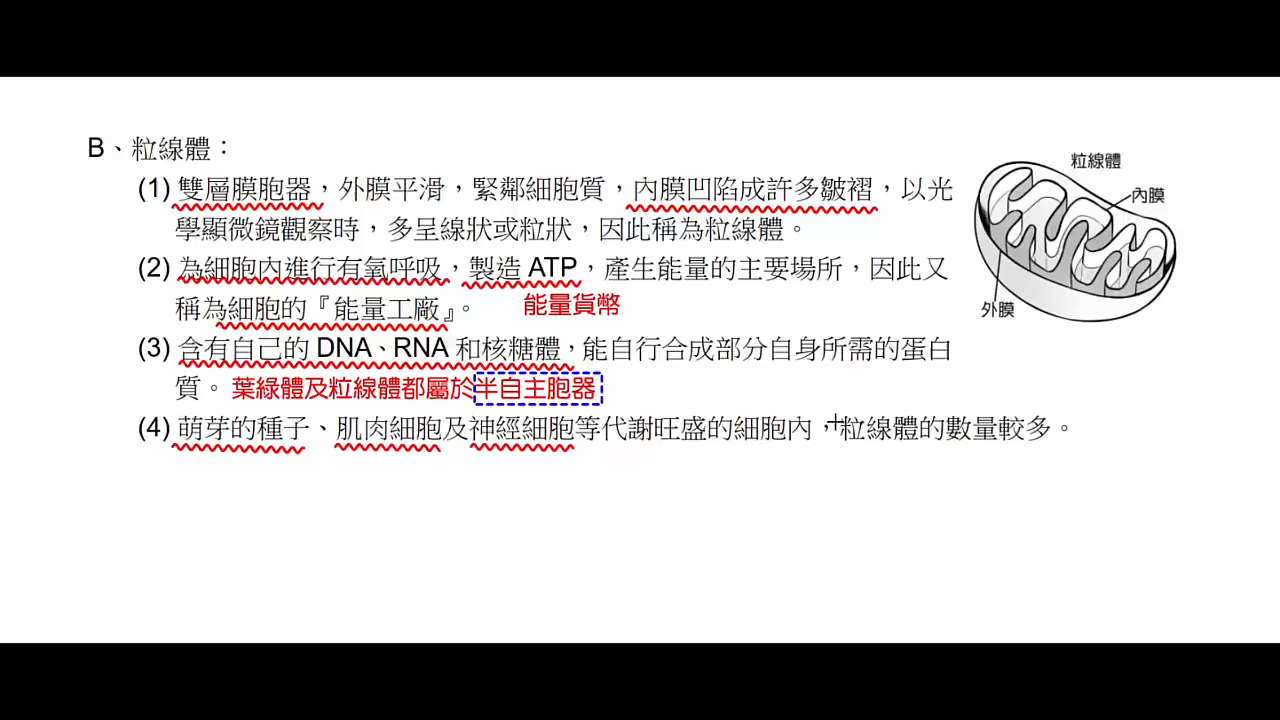 B、粒線體：
(1) 雙層膜胞器，外膜平滑，緊鄰細胞質，內膜凹陷成許多皺褶，以光
學顯微鏡觀察時，多呈線狀或粒狀，因此稱為粒線體。
(2) 為細胞內進行有氧呼吸，製造 ATP，產生能量的主要場所，因此又
稱為細胞的『能量工廠』。 能量貨幣
(3) 含有自己的 DNA、RNA 和核糖體，能自行合成部分自身所需的蛋白
質。 葉綠體及粒線體都屬於半自主胞器
(4) 萌芽的種子、肌肉細胞及神經細胞等代謝旺盛的細胞內，粒線體的數量較多。
粒線體
內膜
外膜